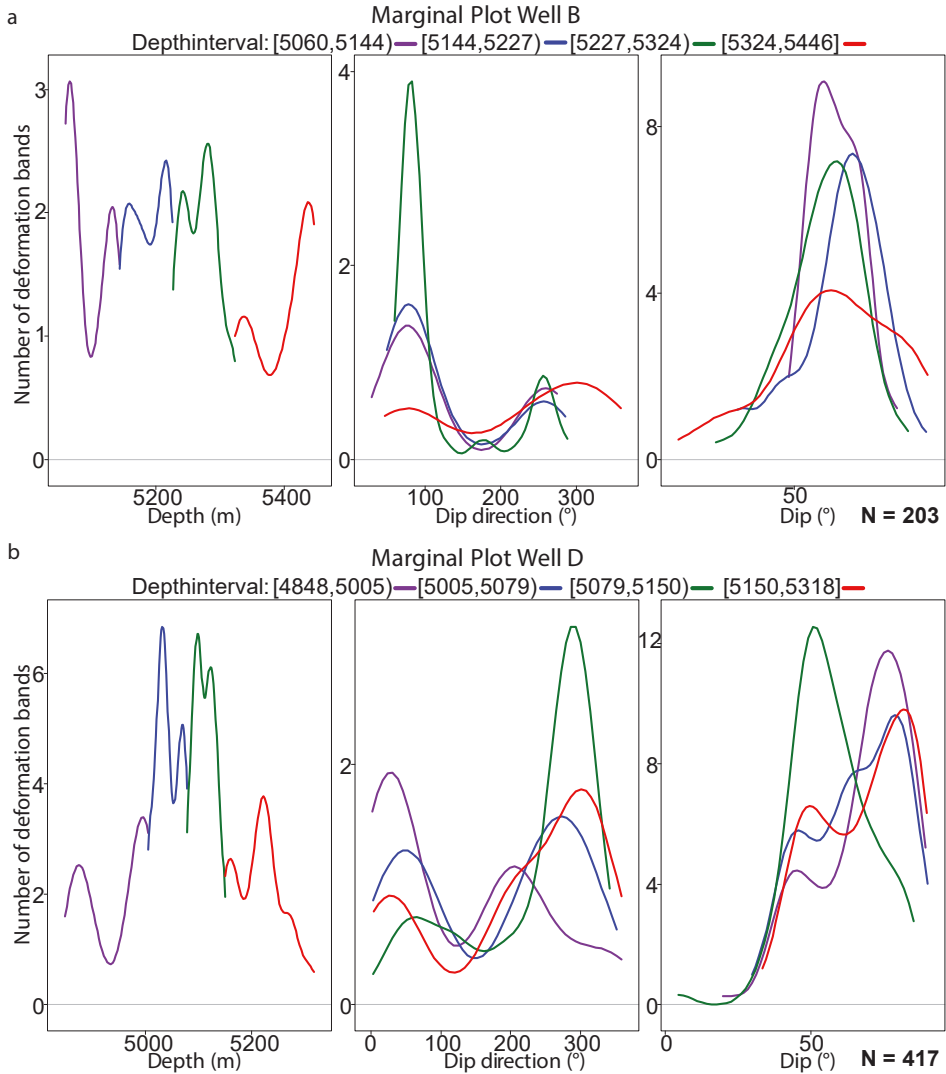 a
Marginal Plot Well B
Depthinterval: [5060,5144) [5144,5227) [5227,5324) [5324,5446]
Number of deformation bands
3
2
1
0
5200 5400
Depth (m)
4
2
0
100 200 300
Dip direction (°)
8
4
0
50
Dip (°)
N = 203
b
Marginal Plot Well D
Depthinterval: [4848,5005) [5005,5079) [5079,5150) [5150,5318]
Number of deformation bands
6
4
2
0
5000 5200
Depth (m)
2
0
0 100 200 300
Dip direction (°)
12
8
4
0
0 50
Dip (°)
N = 417